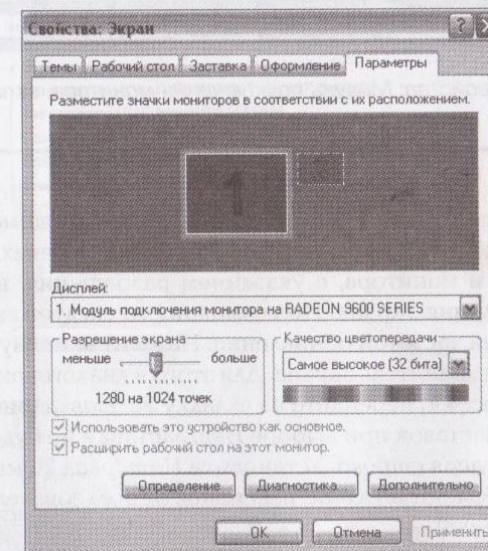 Свойства: Экран
Темы Рабочий стол Заставка Оформление Параметры
Разместите значки мониторов в соответствии с их расположением.
1 2
Дисплей:
1. Модуль подключения монитора на RADEON 9600 SERIES
Разрешение экрана
меньше больше
1280 на 1024 точек
Качество цветопередачи
Самое высокое (32 бита)
Использовать это устройство как основное.
Расширить рабочий стол на этот монитор.
Определение Диагностика... Дополнительно
OK Отмена Применить